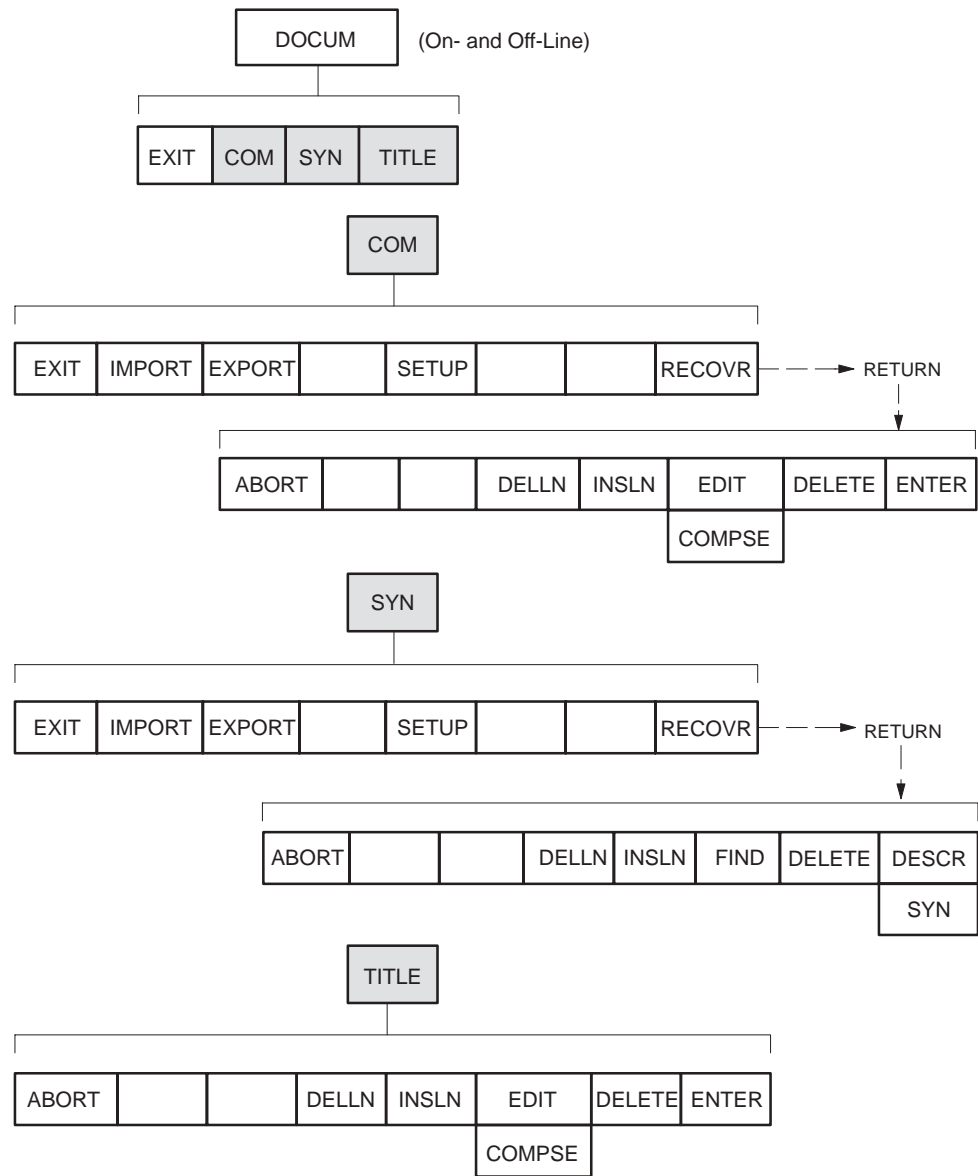 DOCUM (On- and Off-Line)
EXIT COM SYN TITLE
COM
EXIT IMPORT EXPORT SETUP RECOVR RETURN
ABORT DELLN INSLN EDIT DELETE ENTER
COMPSE
SYN
EXIT IMPORT EXPORT SETUP RECOVR RETURN
ABORT DELLN INSLN FIND DELETE DESCR
SYN
TITLE
ABORT DELLN INSLN EDIT DELETE ENTER
COMPSE